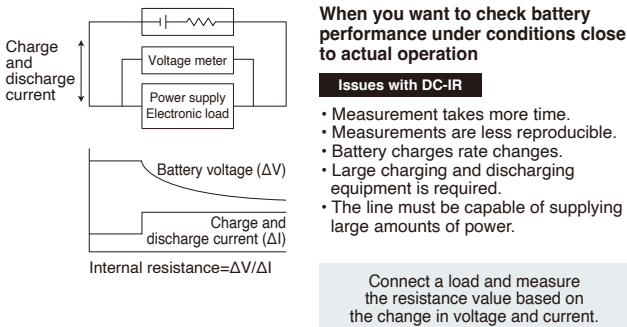 Charge
and
discharge
current
Voltage meter
Power supply
Electronic load
Battery voltage (ΔV)
Charge and
discharge current (ΔI)
Internal resistance=ΔV/ΔI
When you want to check battery
performance under conditions close
to actual operation
Issues with DC-IR
• Measurement takes more time.
• Measurements are less reproducible.
• Battery charges rate changes.
• Large charging and discharging
equipment is required.
• The line must be capable of supplying
large amounts of power.
Connect a load and measure
the resistance value based on
the change in voltage and current.